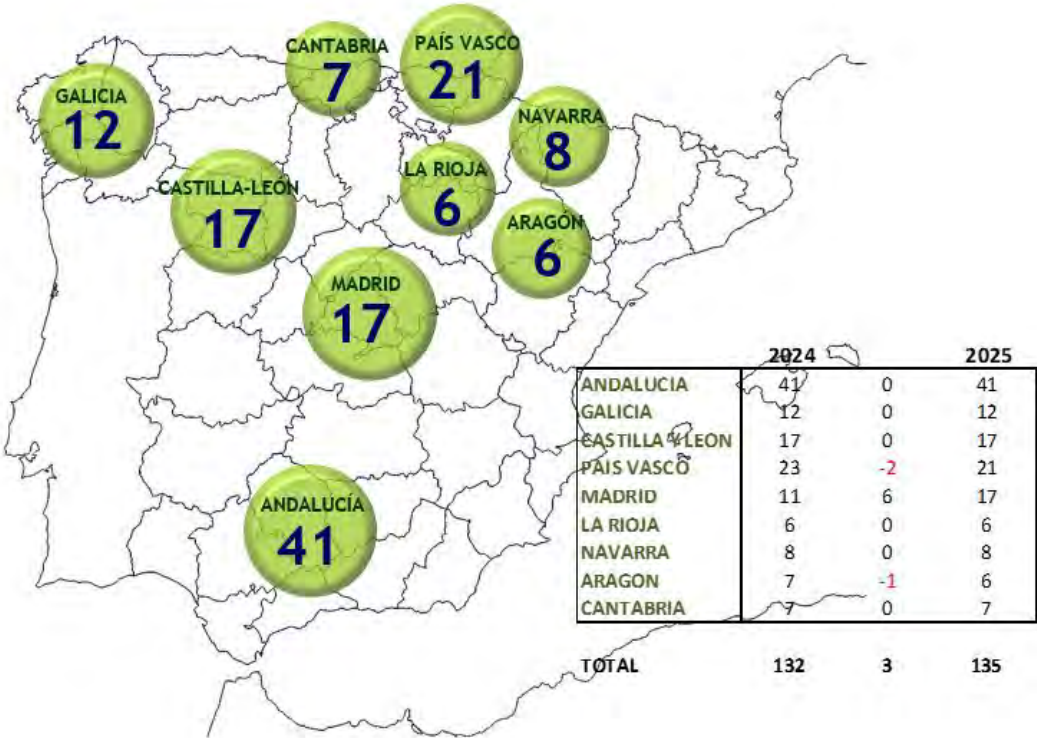 CANTABRIA
7
PAÍS VASCO
21
GALICIA
12
NAVARRA
8
LA RIOJA
6
CASTILLA-LEÓN
17
ARAGÓN
6
MADRID
17
ANDALUCÍA
41
2024 2025
ANDALUCIA 41 0 41
GALICIA 12 0 12
CASTILLA Y LEON 17 0 17
PAIS VASCO 23 -2 21
MADRID 11 6 17
LA RIOJA 6 0 6
NAVARRA 8 0 8
ARAGON 7 -1 6
CANTABRIA 7 0 7
TOTAL 132 3 135